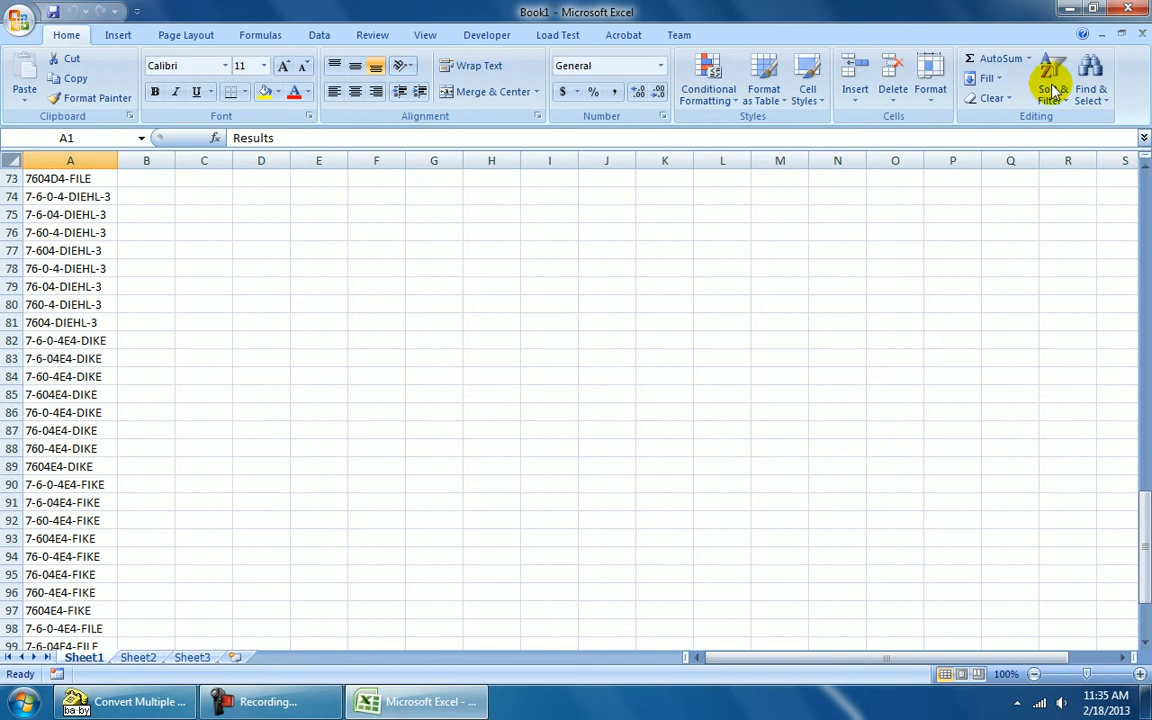 Book1 - Microsoft Excel
Home Insert Page Layout Formulas Data Review View Developer Load Test Acrobat Team
Paste
Cut
Copy
Format Painter
Clipboard
Calibri 11
B I U
Font
Wrap Text
Merge & Center
Alignment
General
$ % ,
Number
Conditional Formatting
Format as Table
Cell Styles
Styles
Insert
Delete
Format
Cells
AutoSum
Fill
Clear
Sort & Filter
Find & Select
Editing
A1 fx Results
A B C D E F G H I J K L M N O P Q R S
73 7604D4-FILE
74 7-6-0-4-DIEHL-3
75 7-6-04-DIEHL-3
76 7-60-4-DIEHL-3
77 7-604-DIEHL-3
78 76-0-4-DIEHL-3
79 76-04-DIEHL-3
80 760-4-DIEHL-3
81 7604-DIEHL-3
82 7-6-0-4E4-DIKE
83 7-6-04E4-DIKE
84 7-60-4E4-DIKE
85 7-604E4-DIKE
86 76-0-4E4-DIKE
87 76-04E4-DIKE
88 760-4E4-DIKE
89 7604E4-DIKE
90 7-6-0-4E4-FIKE
91 7-6-04E4-FIKE
92 7-60-4E4-FIKE
93 7-604E4-FIKE
94 76-0-4E4-FIKE
95 76-04E4-FIKE
96 760-4E4-FIKE
97 7604E4-FIKE
98 7-6-0-4E4-FILE
99 7-6-04E4-FILE
Sheet1 Sheet2 Sheet3
Ready 100%
ba-by Convert Multiple ... Recording... Microsoft Excel - ... 11:35 AM
2/18/2013